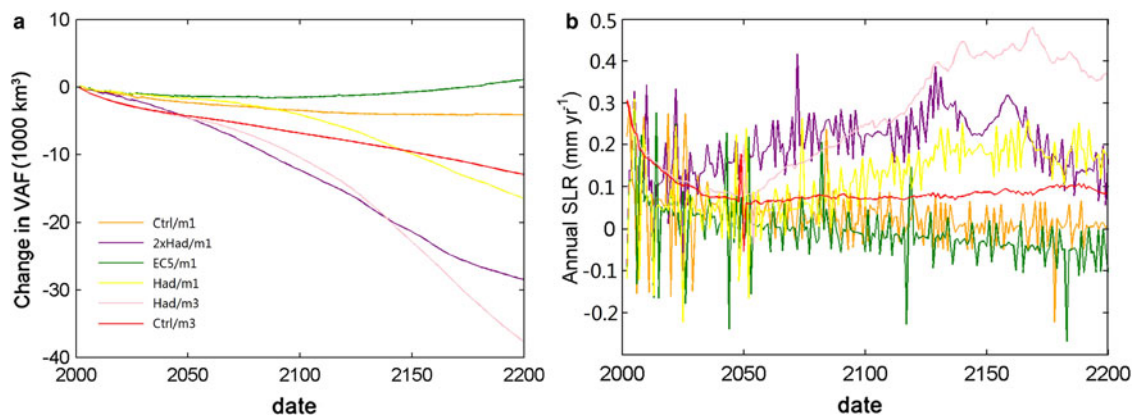 a
Change in VAF (1000 km³)
10
0
-10
-20
-30
-40
Ctrl/m1
2xHad/m1
EC5/m1
Had/m1
Had/m3
Ctrl/m3
2000 2050 2100 2150 2200
date
b
Annual SLR (mm yr⁻¹)
0.5
0.4
0.3
0.2
0.1
0
-0.1
0.2
2000 2050 2100 2150 2200
date